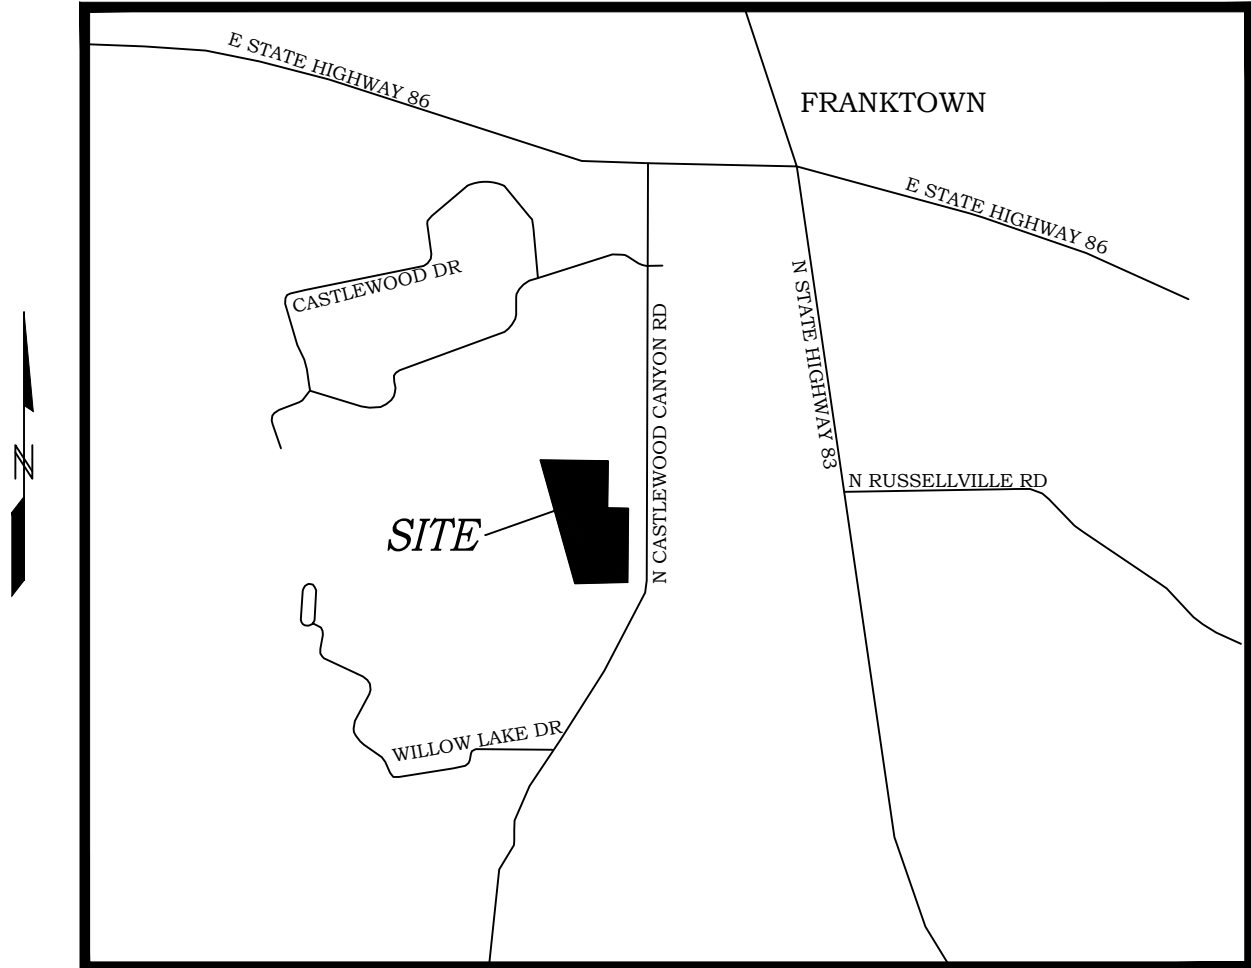 E STATE HIGHWAY 86
FRANKTOWN
E STATE HIGHWAY 86
CASTLEWOOD DR
N CASTLEWOOD CANYON RD
N STATE HIGHWAY 83
N
N RUSSELLVILLE RD
SITE
WILLOW LAKE DR